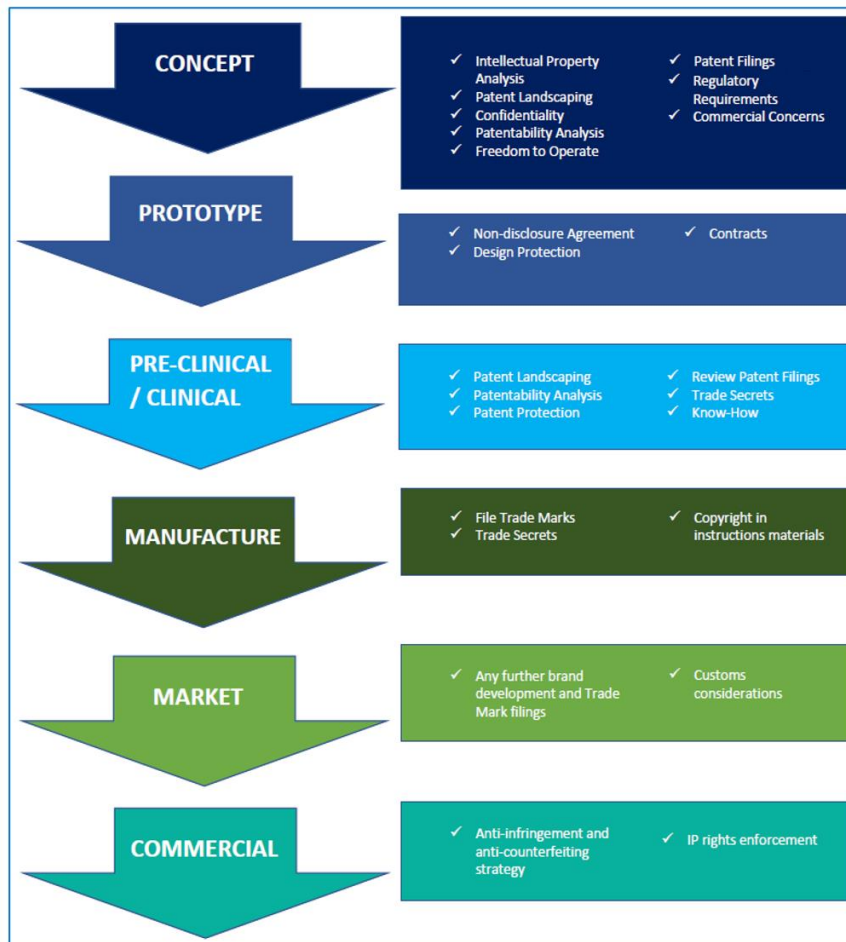 CONCEPT
Intellectual Property
Analysis
Patent Landscaping
Confidentiality
Patentability Analysis
Freedom to Operate
Patent Filings
Regulatory
Requirements
Commercial Concerns
PROTOTYPE
Non-disclosure Agreement
Design Protection
Contracts
PRE-CLINICAL
/ CLINICAL
Patent Landscaping
Patentability Analysis
Patent Protection
Review Patent Filings
Trade Secrets
Know-How
MANUFACTURE
File Trade Marks
Trade Secrets
Copyright in
instructions materials
MARKET
Any further brand
development and Trade
Mark filings
Customs
considerations
COMMERCIAL
Anti-infringement and
anti-counterfeiting
strategy
IP rights enforcement